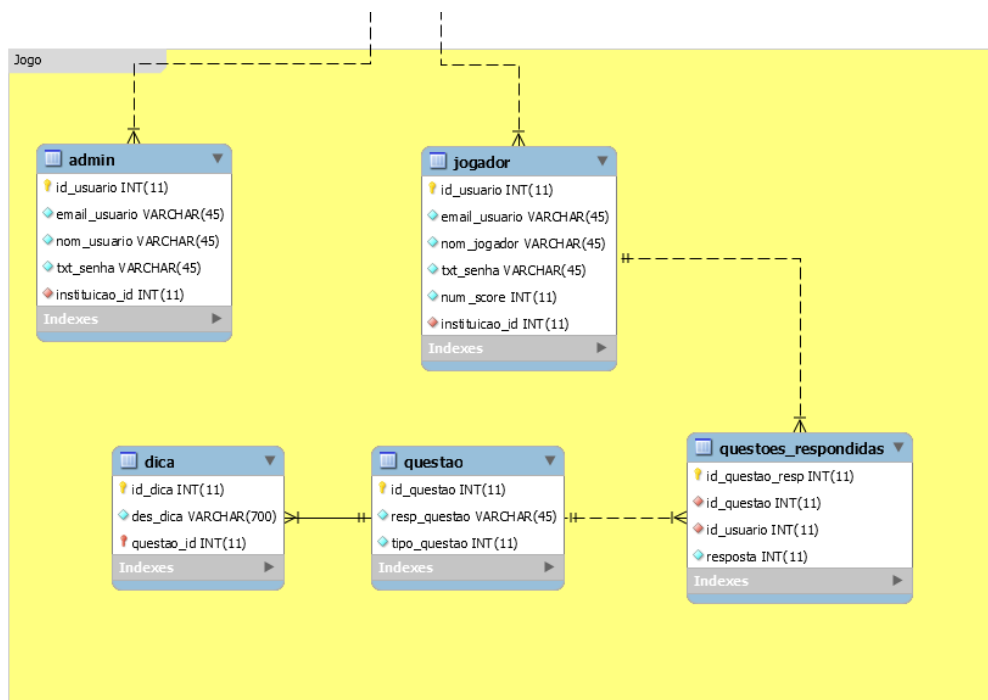 Jogo
admin
id_usuario INT(11)
email_usuario VARCHAR(45)
nom_usuario VARCHAR(45)
txt_senha VARCHAR(45)
instituicao_id INT(11)
Indexes
jogador
id_usuario INT(11)
email_usuario VARCHAR(45)
nom_jogador VARCHAR(45)
txt_senha VARCHAR(45)
num_score INT(11)
instituicao_id INT(11)
Indexes
dica
id_dica INT(11)
des_dica VARCHAR(700)
questao_id INT(11)
Indexes
questao
id_questao INT(11)
resp_questao VARCHAR(45)
tipo_questao INT(11)
Indexes
questoes_respondidas
id_questao_resp INT(11)
id_questao INT(11)
id_usuario INT(11)
resposta INT(11)
Indexes